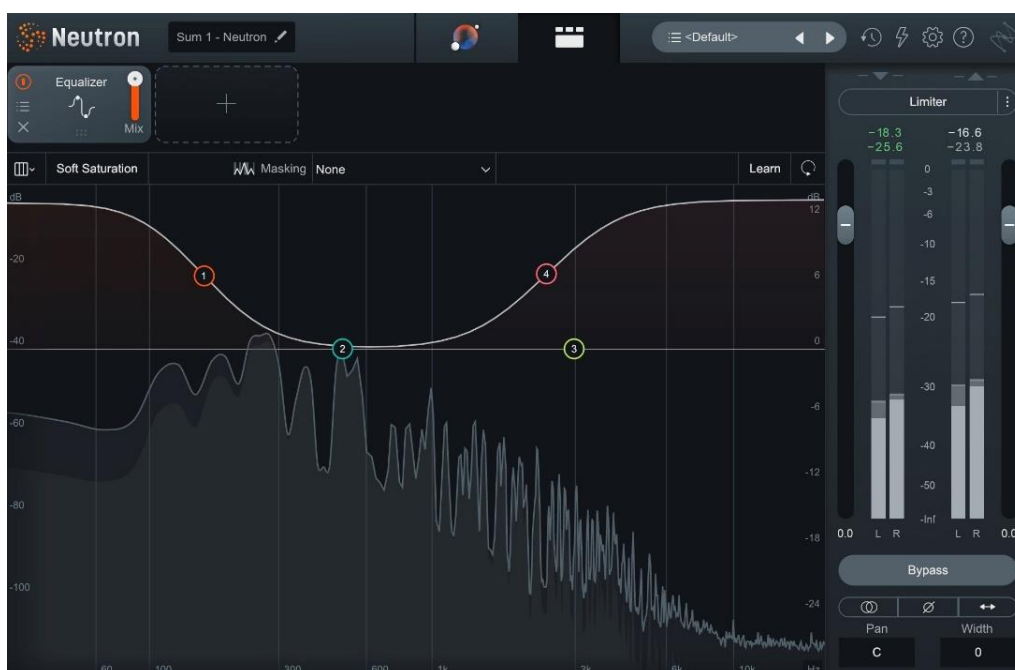 Neutron
Sum 1 - Neutron
<Default>
Equalizer
Mix
Limiter
-18.3 -16.6
-25.6 -23.8
Soft Saturation
Masking None
Learn
dB
-20
-40
-60
-80
-100
1
2
3
4
dB
12
6
0
-6
-12
-18
-24
60 100 300 600 1k 3k 6k 10k Hz
0
-3
-6
-10
-15
-20
-30
-40
-50
-Inf
0.0 L R L R 0.0
Bypass
Pan Width
C 0